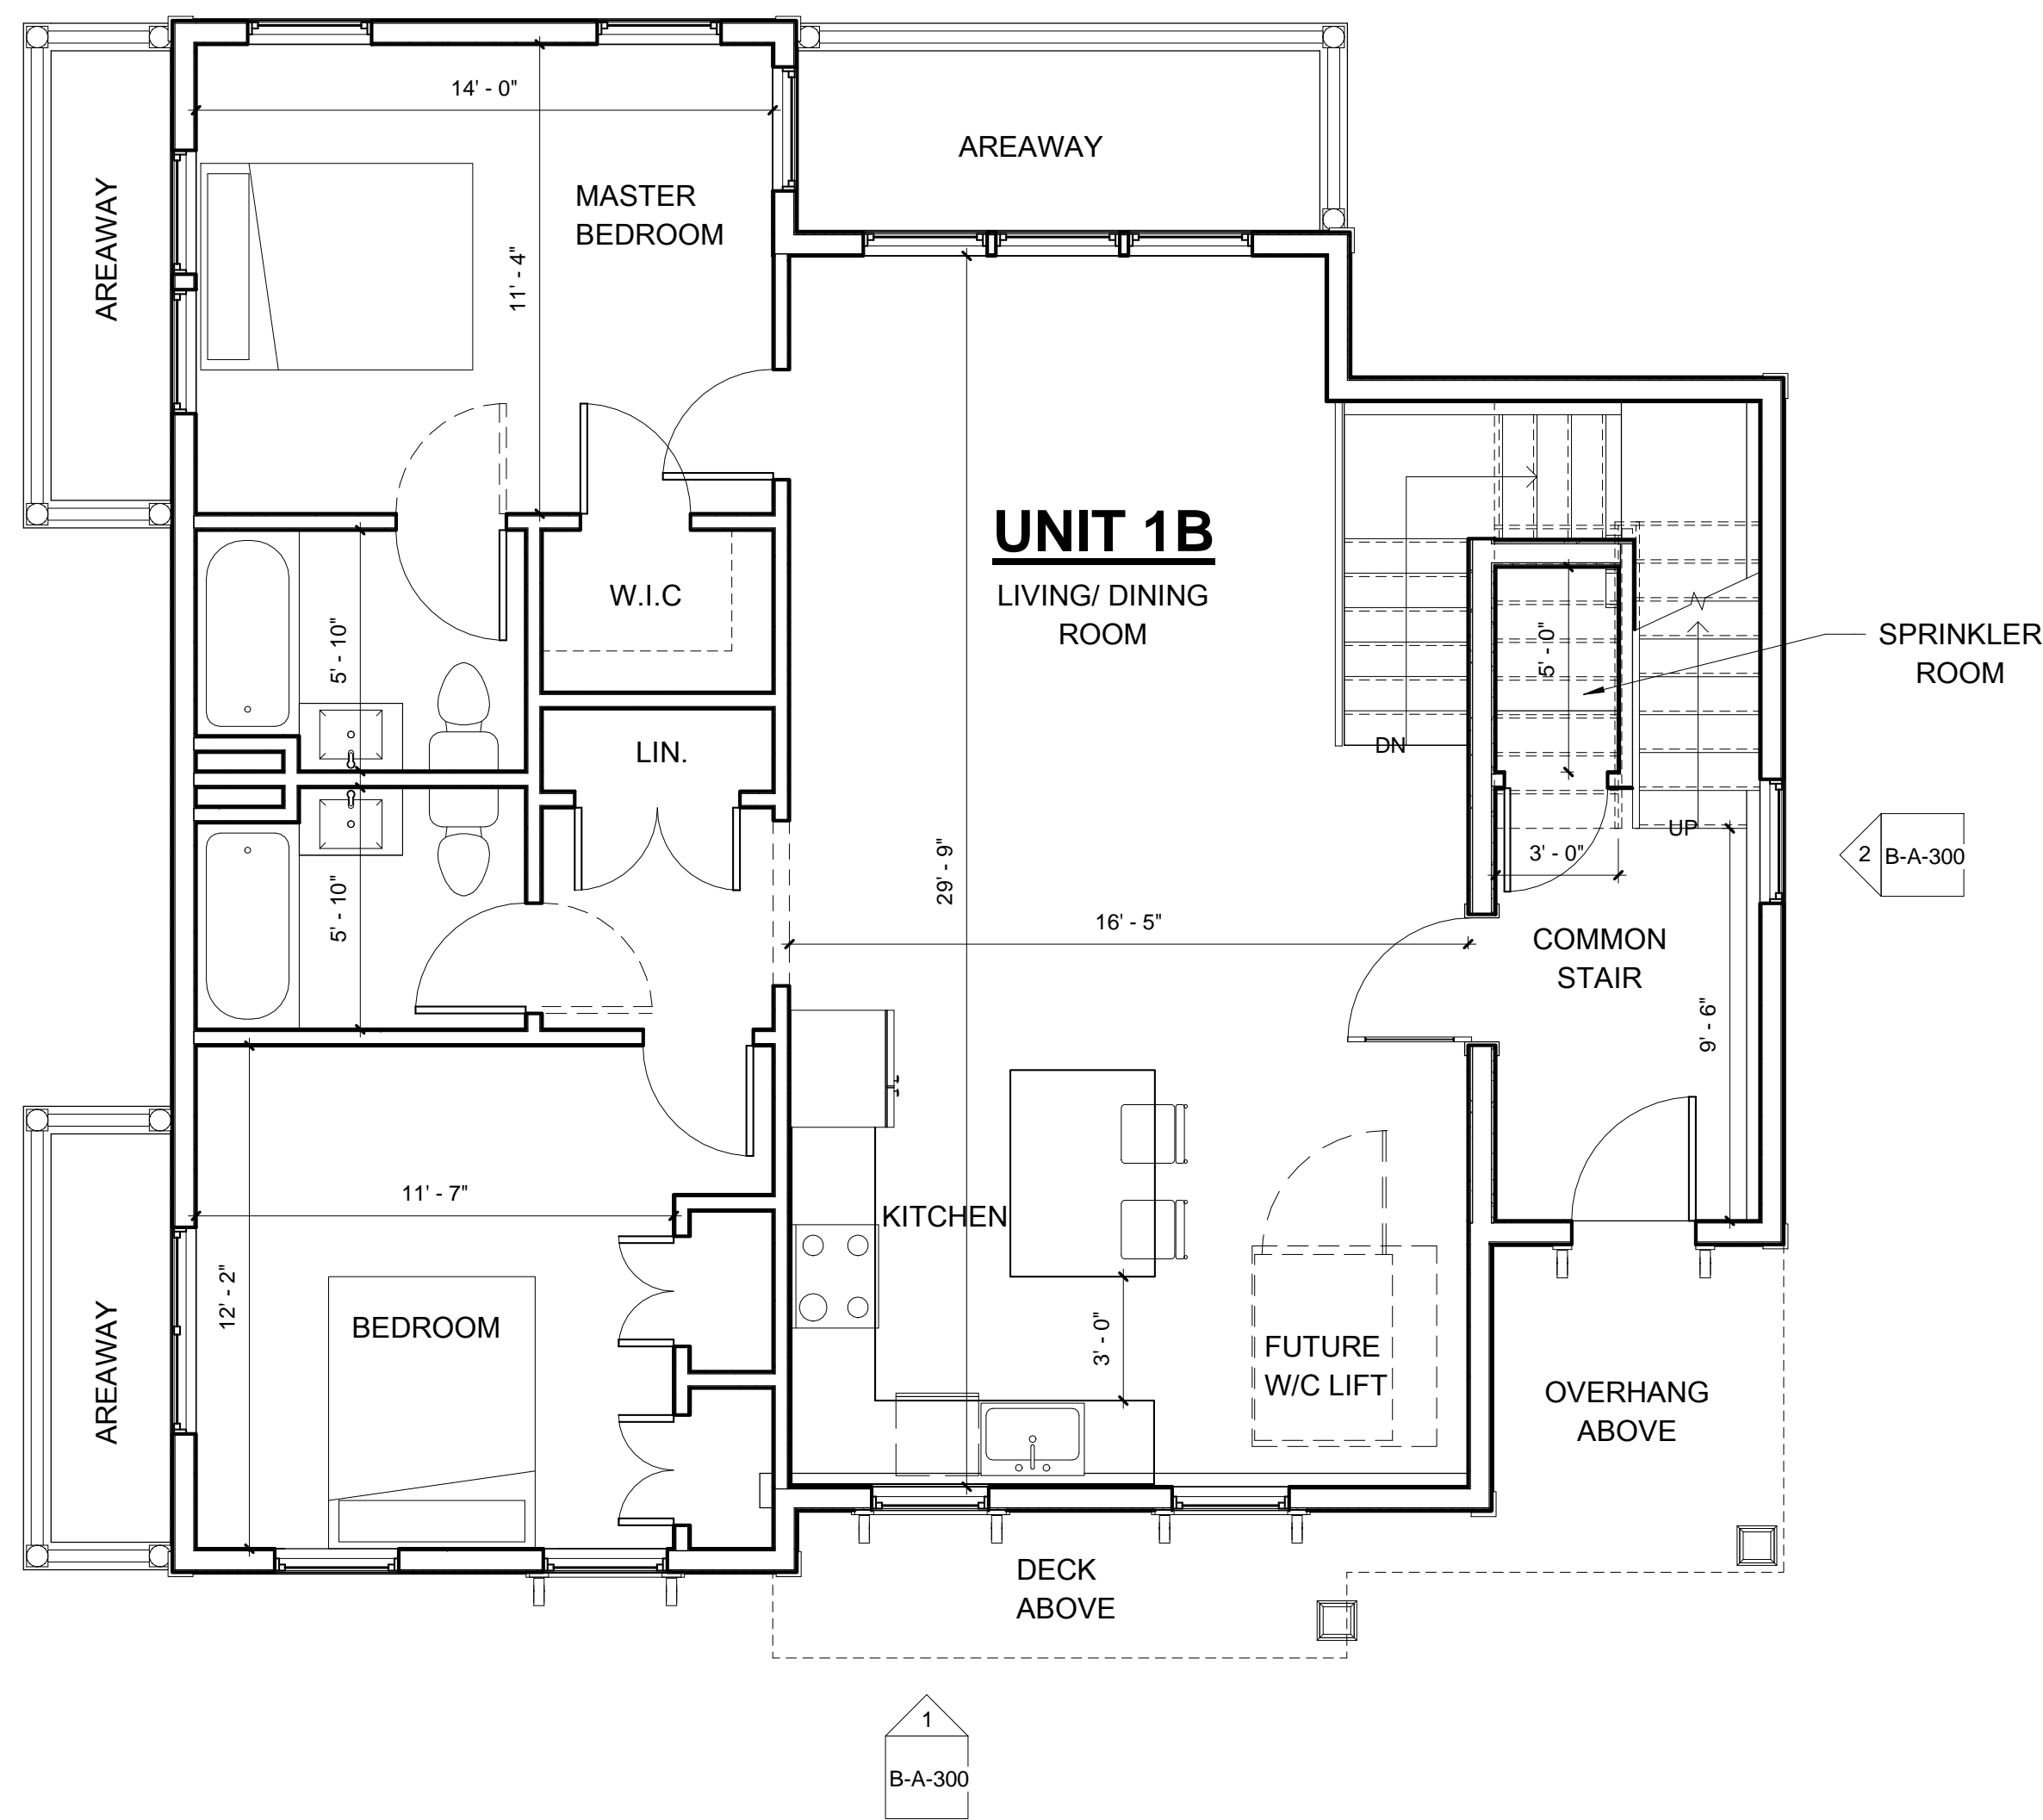 14' - 0"
AREAWAY
AREAWAY
MASTER
BEDROOM
11' - 4"
UNIT 1B
LIVING/ DINING
ROOM
W.I.C
5' - 10"
5' - 0"
SPRINKLER
ROOM
LIN.
DN
UP
3' - 0"
2
B-A-300
29' - 9"
5' - 10"
16' - 5"
COMMON
STAIR
9' - 6"
11' - 7"
KITCHEN
12' - 2"
BEDROOM
3' - 0"
FUTURE
W/C LIFT
AREAWAY
OVERHANG
ABOVE
DECK
ABOVE
1
B-A-300